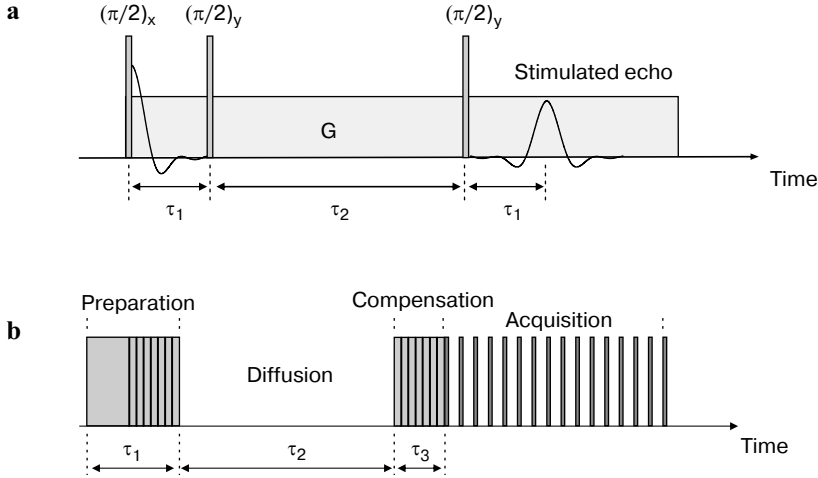 a
(π/2)x (π/2)y (π/2)y
Stimulated echo
G
Time
τ1 τ2 τ1
b
Preparation Compensation
Acquisition
Diffusion
Time
τ1 τ2 τ3